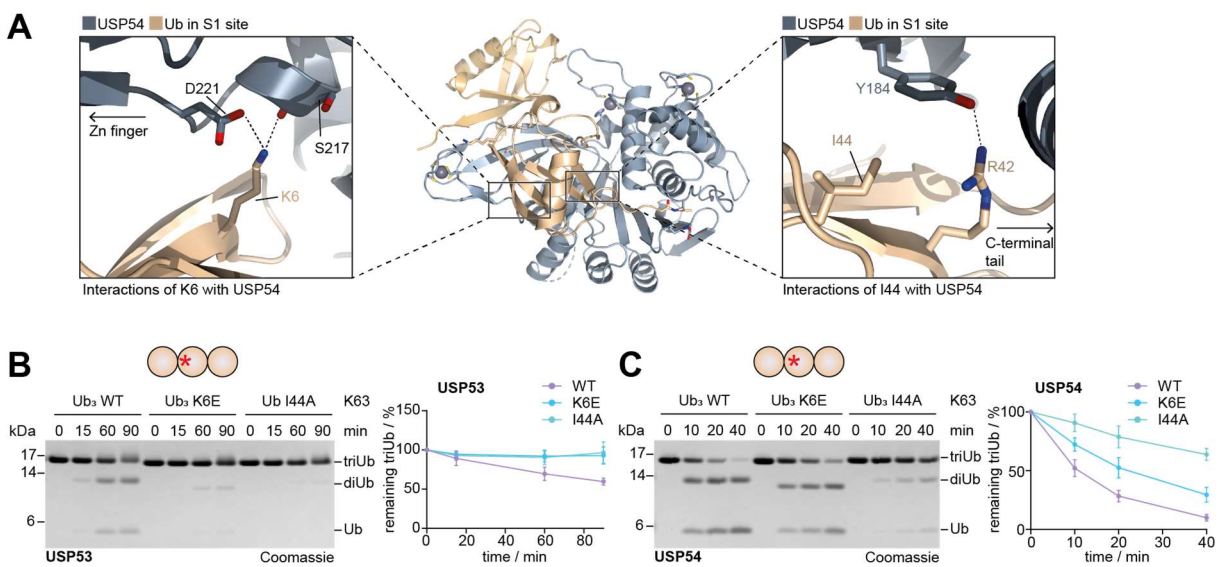 A
USP54 Ub in S1 site
D221
Zn finger
S217
K6
Interactions of K6 with USP54
USP54 Ub in S1 site
Y184
I44
R42
C-terminal
tail
Interactions of I44 with USP54
B
*
Ub₃ WT Ub₃ K6E Ub I44A K63
kDa 0 15 60 90 0 15 60 90 0 15 60 90 min
17
14
6
triUb
diUb
Ub
USP53 Coomassie
USP53
WT
K6E
I44A
remaining triUb / %
150
100
50
0
0 20 40 60 80
time / min
C
*
Ub₃ WT Ub₃ K6E Ub₃ I44A K63
kDa 0 10 20 40 0 10 20 40 0 10 20 40 min
17
14
6
triUb
diUb
Ub
USP54 Coomassie
USP54
WT
K6E
I44A
remaining triUb / %
100
50
0
0 10 20 30 40
time / min